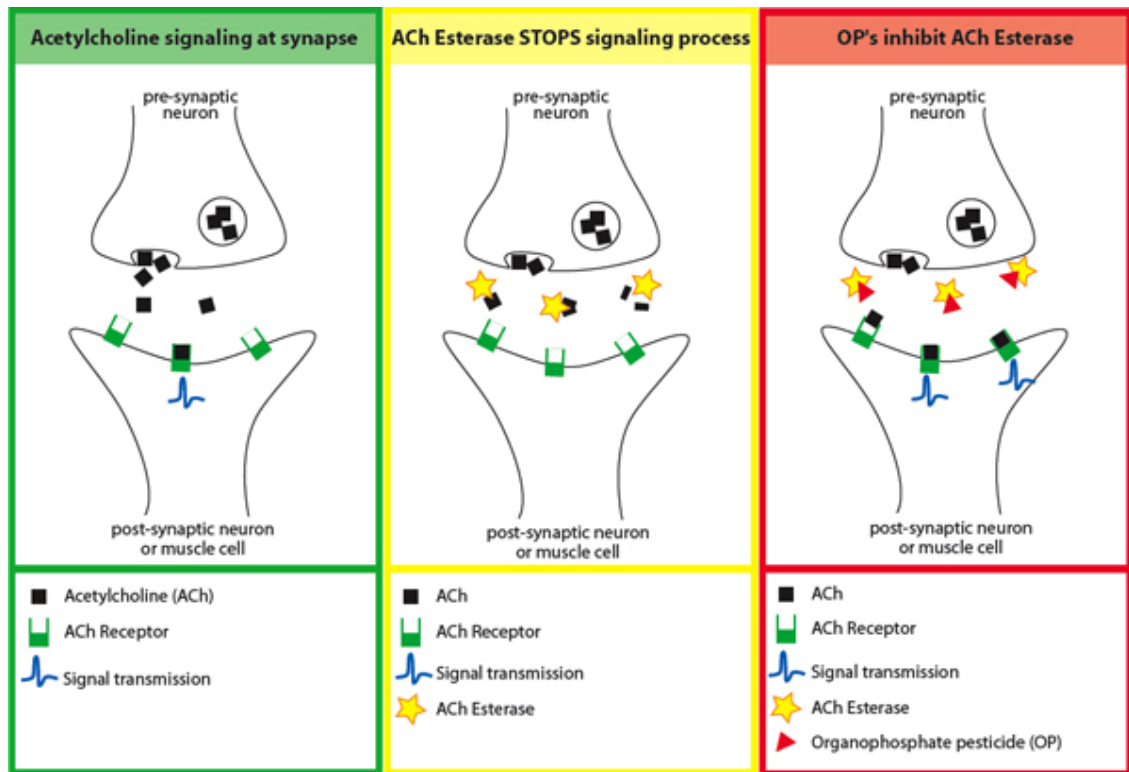 Acetylcholine signaling at synapse
pre-synaptic
neuron
post-synaptic neuron
or muscle cell
Acetylcholine (ACh)
ACh Receptor
Signal transmission
ACh Esterase STOPS signaling process
pre-synaptic
neuron
post-synaptic neuron
or muscle cell
ACh
ACh Receptor
Signal transmission
ACh Esterase
OP's inhibit ACh Esterase
pre-synaptic
neuron
post-synaptic neuron
or muscle cell
ACh
ACh Receptor
Signal transmission
ACh Esterase
Organophosphate pesticide (OP)